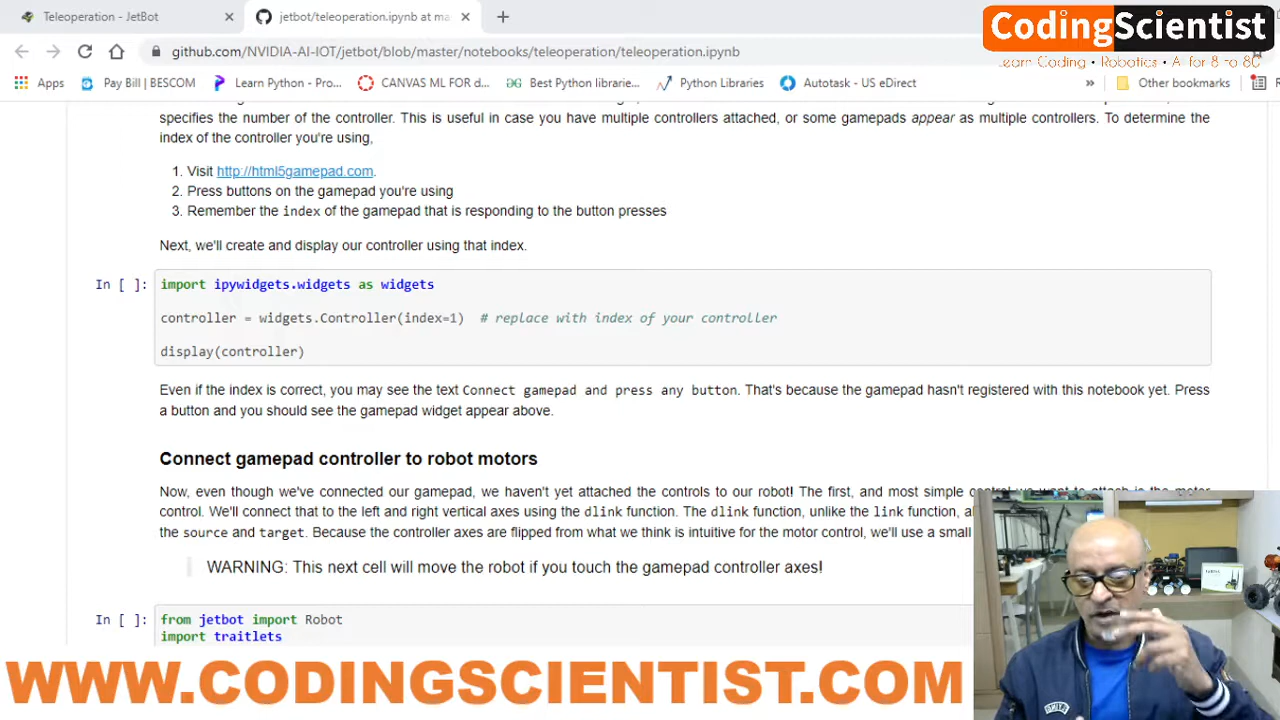 Teleoperation - JetBot
jetbot/teleoperation.ipynb at ma
CodingScientist
Learn Coding • Robotics • AI for 8 to 80
github.com/NVIDIA-AI-IOT/jetbot/blob/master/notebooks/teleoperation/teleoperation.ipynb
Apps Pay Bill | BESCOM Learn Python - Pro... CANVAS ML FOR d... Best Python librarie... Python Libraries Autotask - US eDirect » Other bookmarks
specifies the number of the controller. This is useful in case you have multiple controllers attached, or some gamepads appear as multiple controllers. To determine the
index of the controller you're using,
1. Visit http://html5gamepad.com.
2. Press buttons on the gamepad you're using
3. Remember the index of the gamepad that is responding to the button presses
Next, we'll create and display our controller using that index.
In [ ]: import ipywidgets.widgets as widgets
controller = widgets.Controller(index=1) # replace with index of your controller
display(controller)
Even if the index is correct, you may see the text Connect gamepad and press any button. That's because the gamepad hasn't registered with this notebook yet. Press
a button and you should see the gamepad widget appear above.
Connect gamepad controller to robot motors
Now, even though we've connected our gamepad, we haven't yet attached the controls to our robot! The first, and most simple control we want to attach is the motor
control. We'll connect that to the left and right vertical axes using the dlink function. The dlink function, unlike the link function,
the source and target. Because the controller axes are flipped from what we think is intuitive for the motor control, we'll use a small
WARNING: This next cell will move the robot if you touch the gamepad controller axes!
In [ ]: from jetbot import Robot
import traitlets
WWW.CODINGSCIENTIST.COM